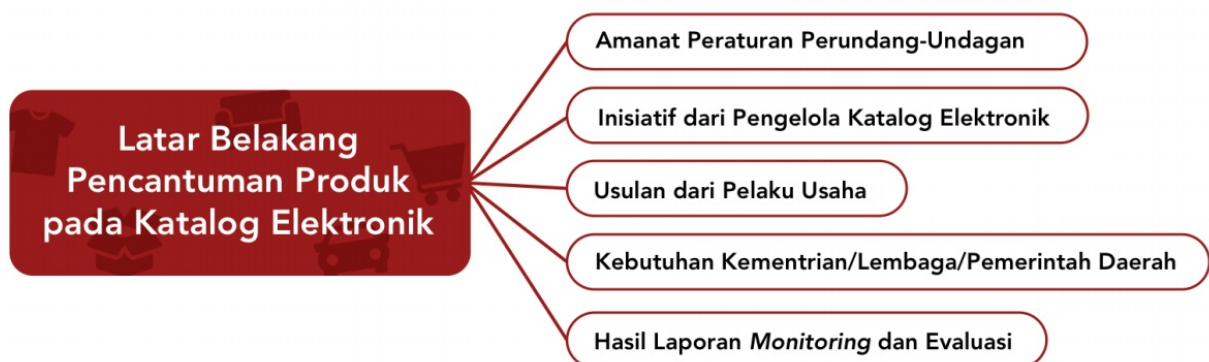 Latar Belakang
Pencantuman Produk
pada Katalog Elektronik
Amanat Peraturan Perundang-Undagan
Inisiatif dari Pengelola Katalog Elektronik
Usulan dari Pelaku Usaha
Kebutuhan Kementrian/Lembaga/Pemerintah Daerah
Hasil Laporan Monitoring dan Evaluasi